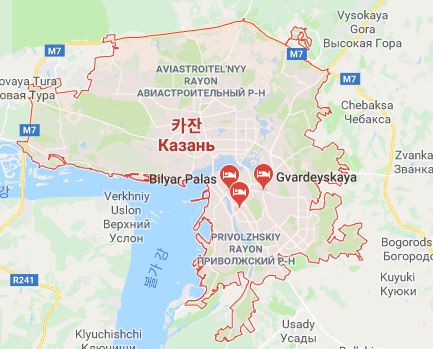 Vysokaya
Gora
Высокая Гора
M7
M7
ovaya Tura
овая Тура
AVIASTROITEL'NYY
RAYON
АВИАСТРОИТЕЛЬНЫЙ Р-Н
Chebaksa
Чебакса
M7
카잔
Казань
Zvanka
Званка
Bilyar Palas
Gvardeyskaya
Verkhniy
Uslon
Верхний
Услон
강
볼가 강
PRIVOLZHSKIY
RAYON
ПРИВОЛЖСКИЙ Р-Н
Bogorods
Богородо
R241
Kuyuki
Куюки
Klyuchishchi
Ключищи
Usady
Усады